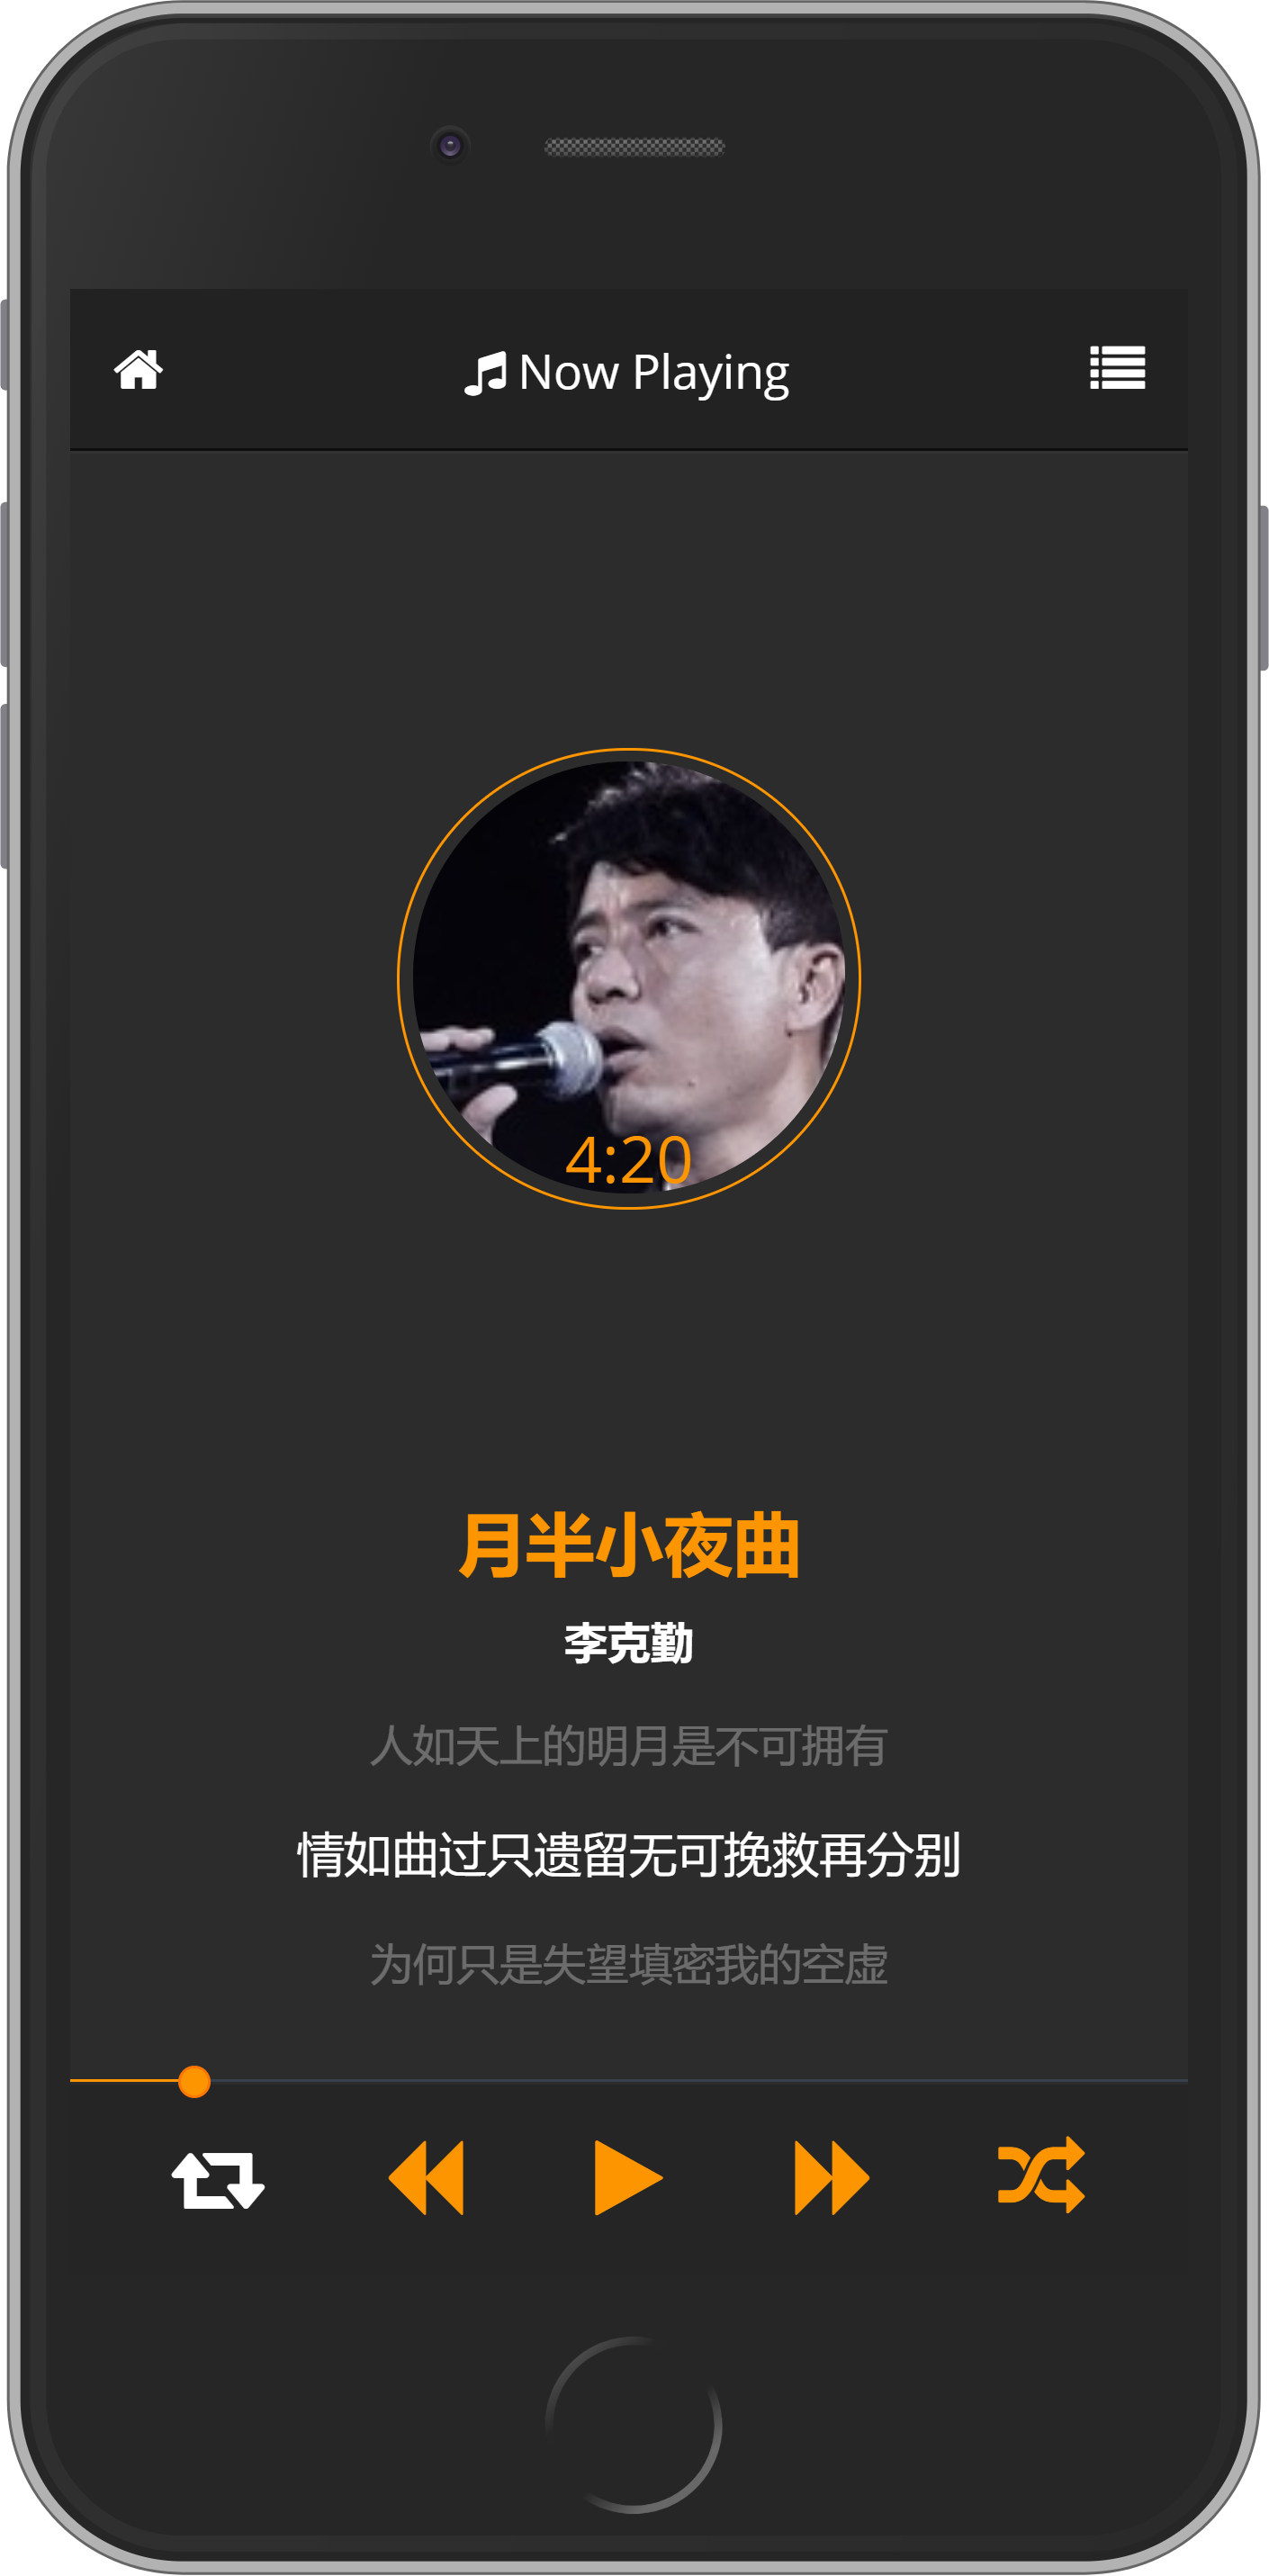 Now Playing
4:20
月半小夜曲
李克勤
人如天上的明月是不可拥有
情如曲过只遗留无可挽救再分别
为何只是失望填密我的空虚